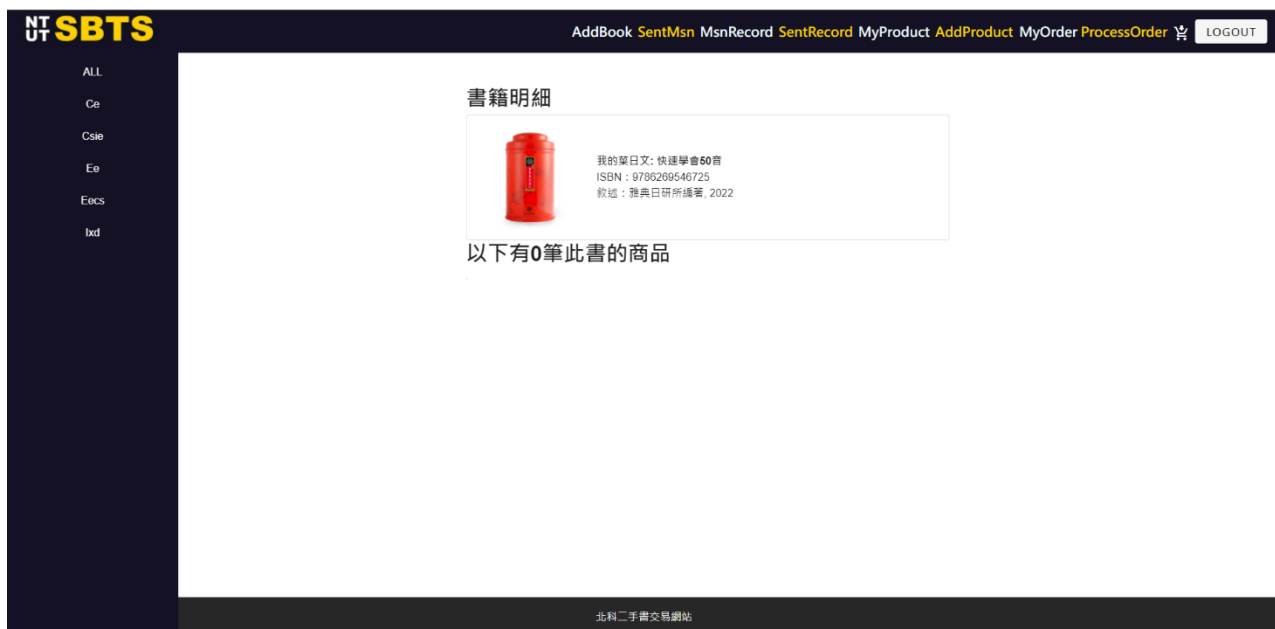 NTUT SBTS
AddBook SentMsn MsnRecord SentRecord MyProduct AddProduct MyOrder ProcessOrder LOGOUT
ALL
Ce
Csie
Ee
Eecs
Ixd
書籍明細
我的菜日文: 快速學會50音
ISBN：9786269546725
敘述：雅典日研所編著, 2022
以下有0筆此書的商品
北科二手書交易網站